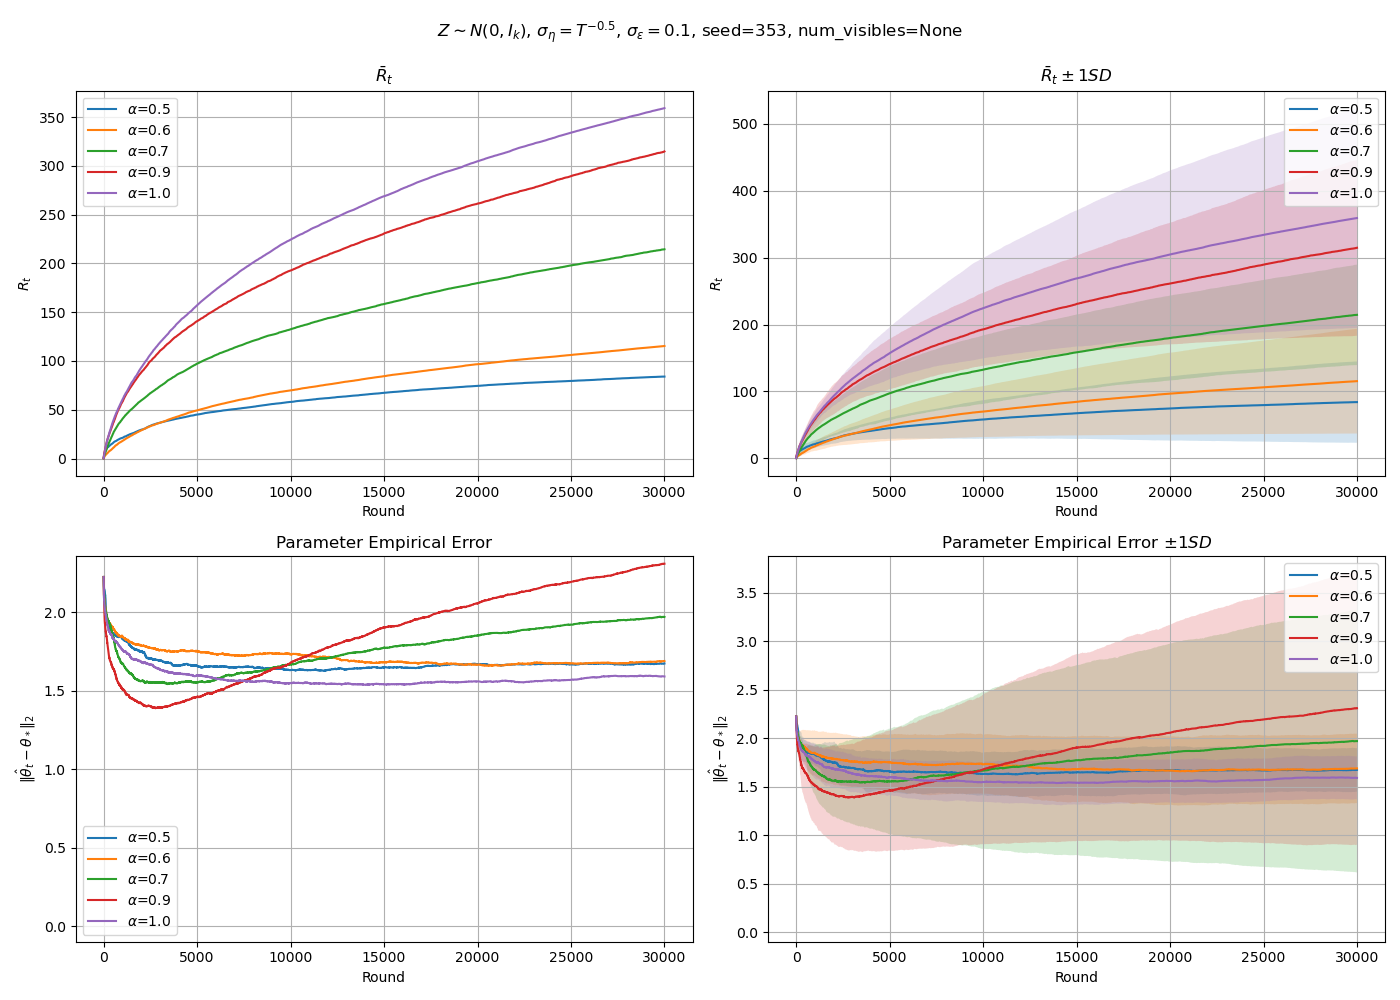 Z ~ N(0, I_k), σ_η = T^{-0.5}, σ_ε = 0.1, seed=353, num_visibles=None
R̄_t
350
300
250
200
150
100
50
0
R_t
α=0.5
α=0.6
α=0.7
α=0.9
α=1.0
0 5000 10000 15000 20000 25000 30000
Round
R̄_t ± 1SD
500
400
300
200
100
0
R_t
α=0.5
α=0.6
α=0.7
α=0.9
α=1.0
0 5000 10000 15000 20000 25000 30000
Round
Parameter Empirical Error
2.0
1.5
1.0
0.5
0.0
‖θ̂_t − θ_*‖_2
α=0.5
α=0.6
α=0.7
α=0.9
α=1.0
0 5000 10000 15000 20000 25000 30000
Round
Parameter Empirical Error ±1SD
3.5
3.0
2.5
2.0
1.5
1.0
0.5
0.0
‖θ̂_t − θ_*‖_2
α=0.5
α=0.6
α=0.7
α=0.9
α=1.0
0 5000 10000 15000 20000 25000 30000
Round